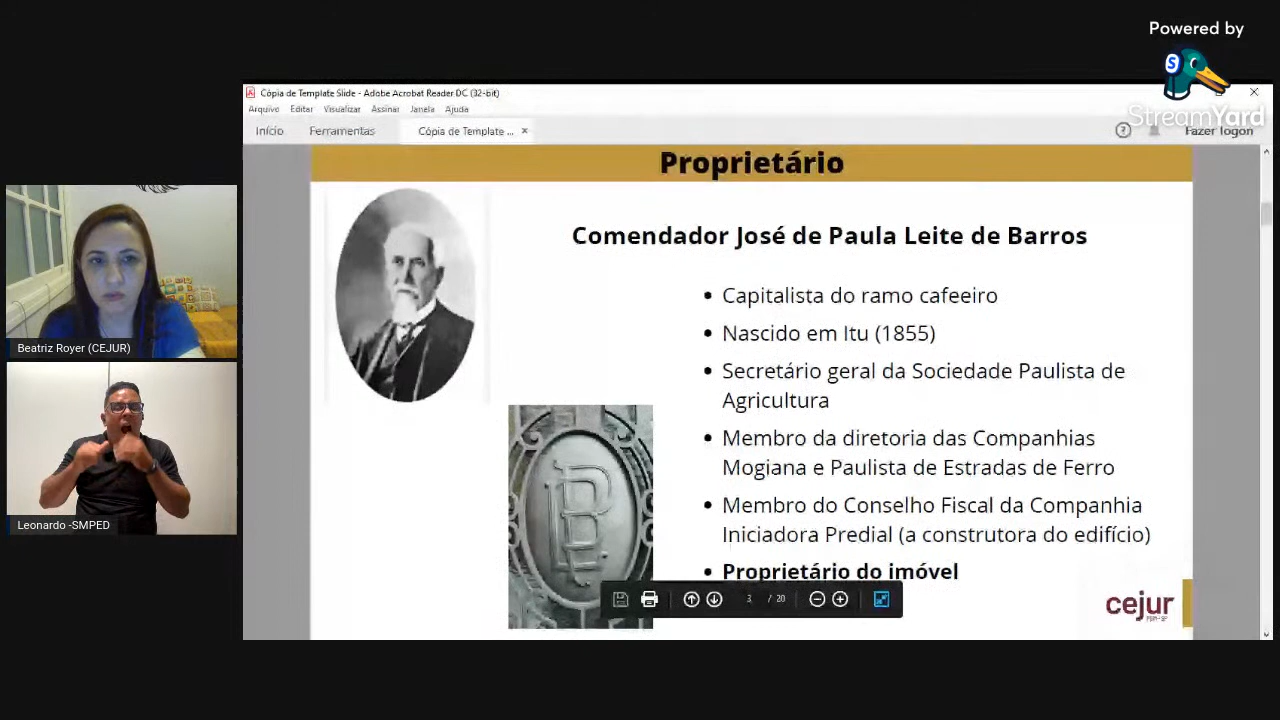 Powered by
StreamYard
Cópia de Template Slide - Adobe Acrobat Reader DC (32-bit)
Arquivo Editar Visualizar Assinar Janela Ajuda
Início Ferramentas Cópia de Template ... × Fazer logon
Proprietário
Comendador José de Paula Leite de Barros
• Capitalista do ramo cafeeiro
• Nascido em Itu (1855)
• Secretário geral da Sociedade Paulista de
Agricultura
• Membro da diretoria das Companhias
Mogiana e Paulista de Estradas de Ferro
• Membro do Conselho Fiscal da Companhia
Iniciadora Predial (a construtora do edifício)
• Proprietário do imóvel
3 / 20
cejur
PGM-SP
Beatriz Royer (CEJUR)
Leonardo -SMPED